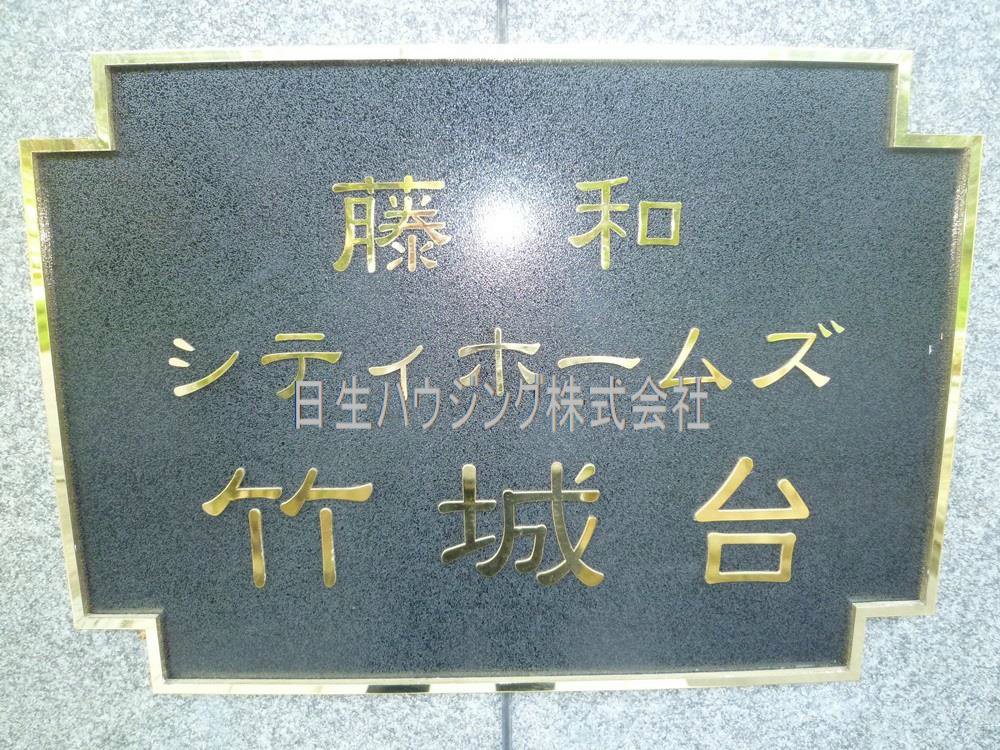 藤和
シティホームズ
日生ハウジング株式会社
竹城台